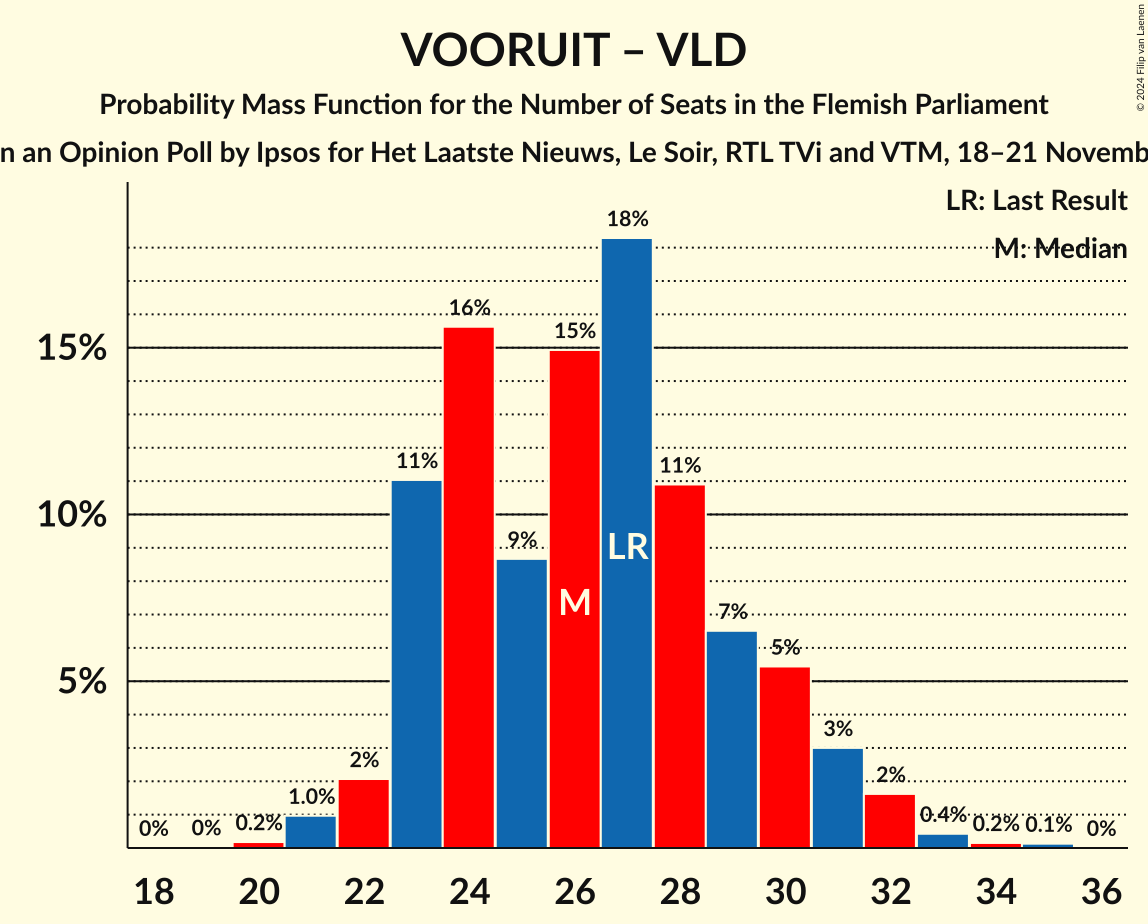 VOORUIT – VLD
Probability Mass Function for the Number of Seats in the Flemish Parliament
an Opinion Poll by Ipsos for Het Laatste Nieuws, Le Soir, RTL TVi and VTM, 18–21
© 2024 Filip van Laenen
LR: Last Result
M: Median
15%
10%
5%
0%
0%
0.2%
1.0%
2%
11%
16%
9%
15%
18%
11%
7%
5%
3%
2%
0.4%
0.2%
0.1%
0%
M
LR
18 20 22 24 26 28 30 32 34 36